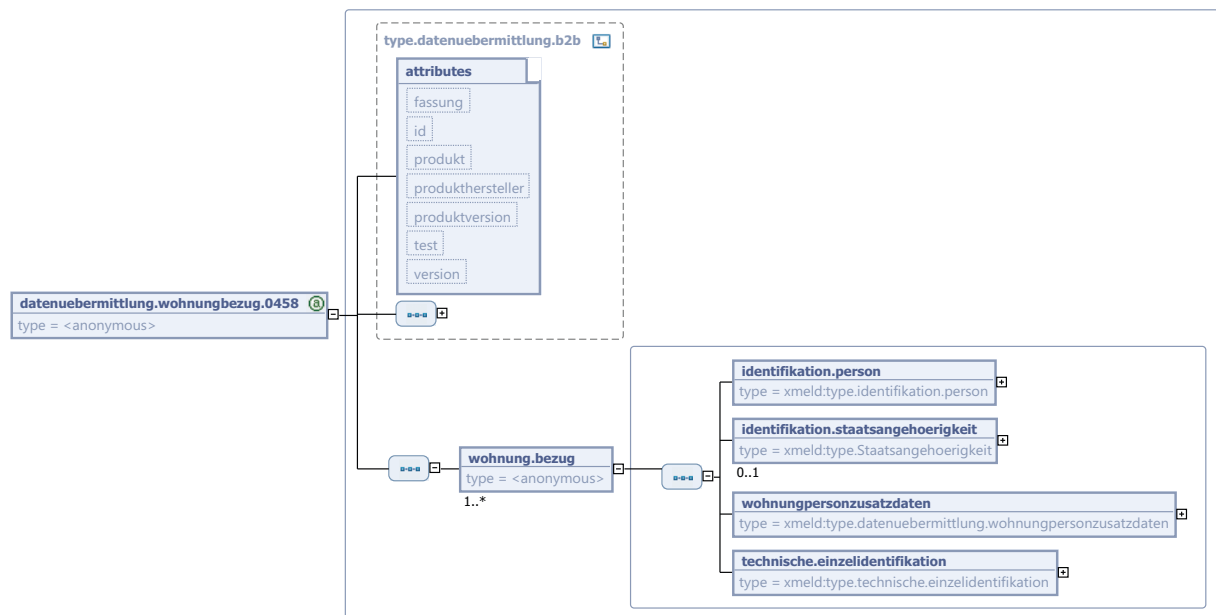 type.datenuebermittlung.b2b
attributes
fassung
id
produkt
produkthersteller
produktversion
test
version
datenuebermittlung.wohnungbezug.0458
type = <anonymous>
wohnung.bezug
type = <anonymous>
1..*
identifikation.person
type = xmeld:type.identifikation.person
identifikation.staatsangehoerigkeit
type = xmeld:type.Staatsangehoerigkeit
0..1
wohnungpersonzusatzdaten
type = xmeld:type.datenuebermittlung.wohnungpersonzusatzdaten
technische.einzelidentifikation
type = xmeld:type.technische.einzelidentifikation